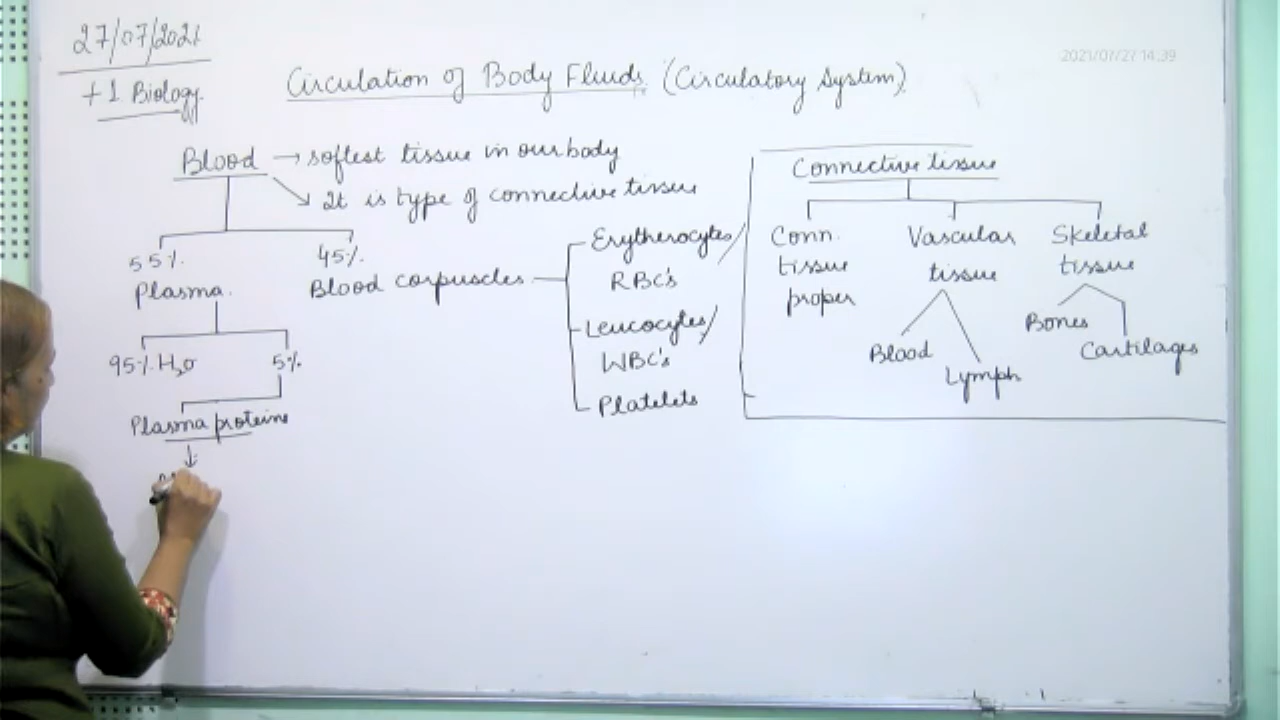 27/07/2021
+1 Biology
2021/07/27 14:39
Circulation of Body Fluids (Circulatory System)
Blood → softest tissue in our body
It is type of connective tissue
55%
Plasma
45%
Blood corpuscles
95% H2O
5%
Plasma proteins
Erytherocytes/
RBC's
Leucocytes/
WBC's
Platelets
Connective tissue
Conn.
tissue
proper
Vascular
tissue
Blood
Lymph
Skeletal
tissue
Bones
Cartilages